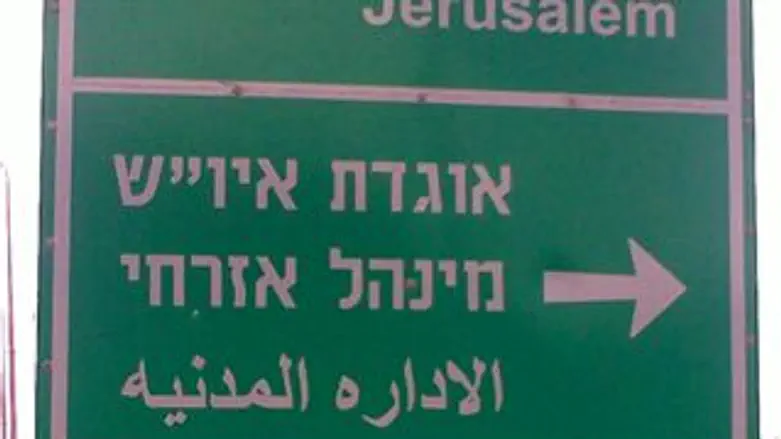 Jerusalem
אוגדת איו״ש
מינהל אזרחי
الاداره المدنيه